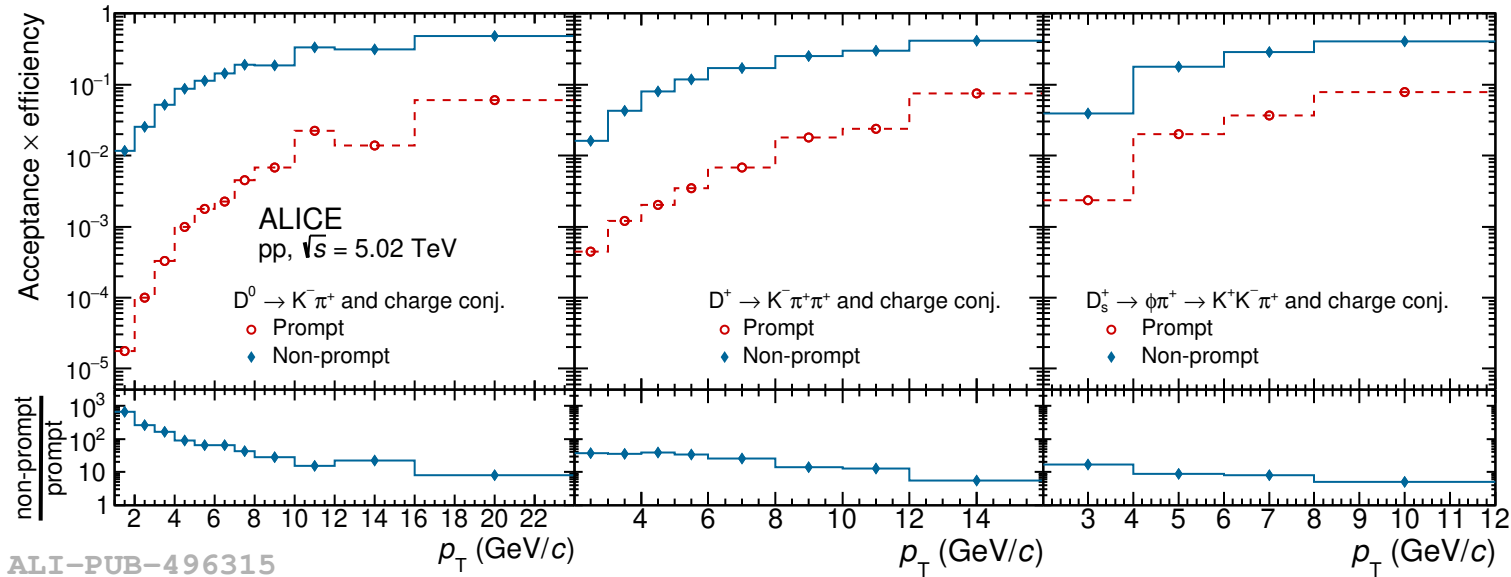 Acceptance × efficiency
1
10⁻¹
10⁻²
10⁻³
10⁻⁴
10⁻⁵
ALICE
pp, √s = 5.02 TeV
D⁰ → K⁻π⁺ and charge conj.
Prompt
Non-prompt
D⁺ → K⁻π⁺π⁺ and charge conj.
Prompt
Non-prompt
Dₛ⁺ → ϕπ⁺ → K⁺K⁻π⁺ and charge conj.
Prompt
Non-prompt
non-prompt
prompt
10³
10²
10
1
2 4 6 8 10 12 14 16 18 20 22
4 6 8 10 12 14
3 4 5 6 7 8 9 10 11 12
p_T (GeV/c)
p_T (GeV/c)
p_T (GeV/c)
ALI-PUB-496315